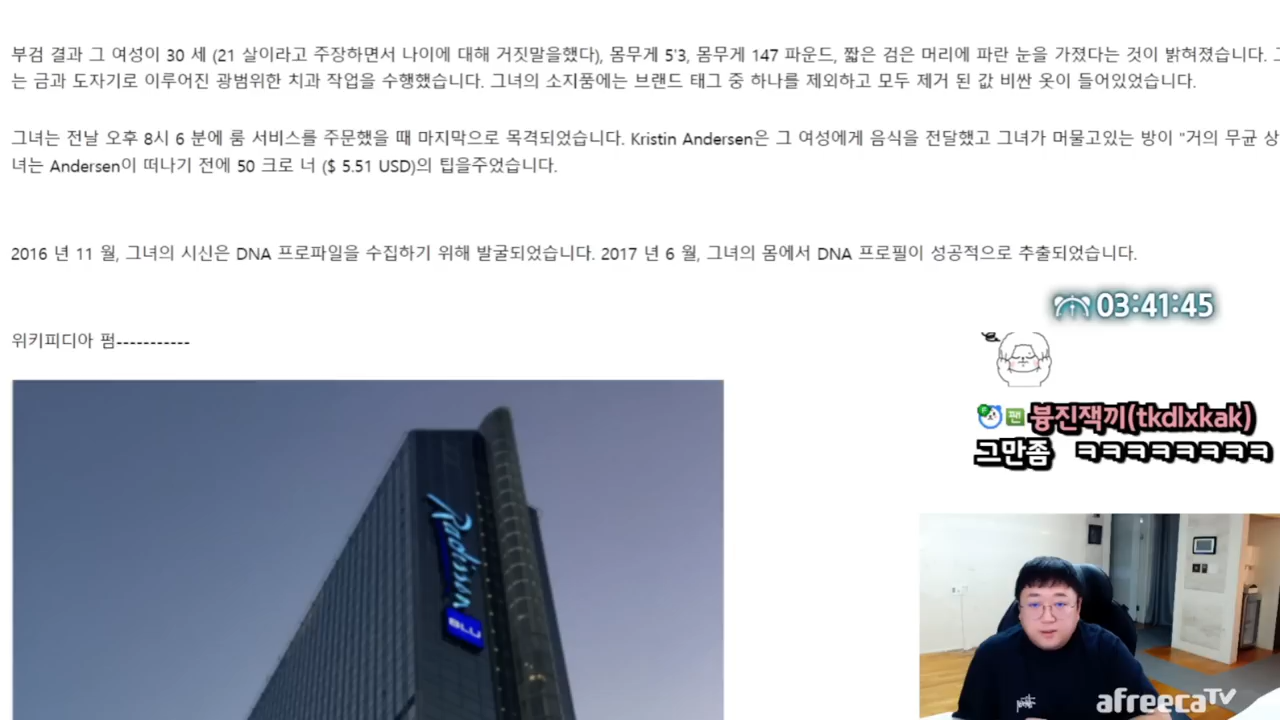 부검 결과 그 여성이 30 세 (21 살이라고 주장하면서 나이에 대해 거짓말을했다), 몸무게 5'3, 몸무게 147 파운드, 짧은 검은 머리에 파란 눈을 가졌다는 것이 밝혀졌습니다.
는 금과 도자기로 이루어진 광범위한 치과 작업을 수행했습니다. 그녀의 소지품에는 브랜드 태그 중 하나를 제외하고 모두 제거 된 값 비싼 옷이 들어있었습니다.
그녀는 전날 오후 8시 6 분에 룸 서비스를 주문했을 때 마지막으로 목격되었습니다. Kristin Andersen은 그 여성에게 음식을 전달했고 그녀가 머물고있는 방이 "거의 무균 상
녀는 Andersen이 떠나기 전에 50 크로 너 ($ 5.51 USD)의 팁을주었습니다.
2016 년 11 월, 그녀의 시신은 DNA 프로파일을 수집하기 위해 발굴되었습니다. 2017 년 6 월, 그녀의 몸에서 DNA 프로필이 성공적으로 추출되었습니다.
03:41:45
위키피디아 펌-----------
팬 븅진잭끼(tkdlxkak)
그만좀 ㅋㅋㅋㅋㅋㅋㅋㅋ
Radisson
BLU
afreecaTV